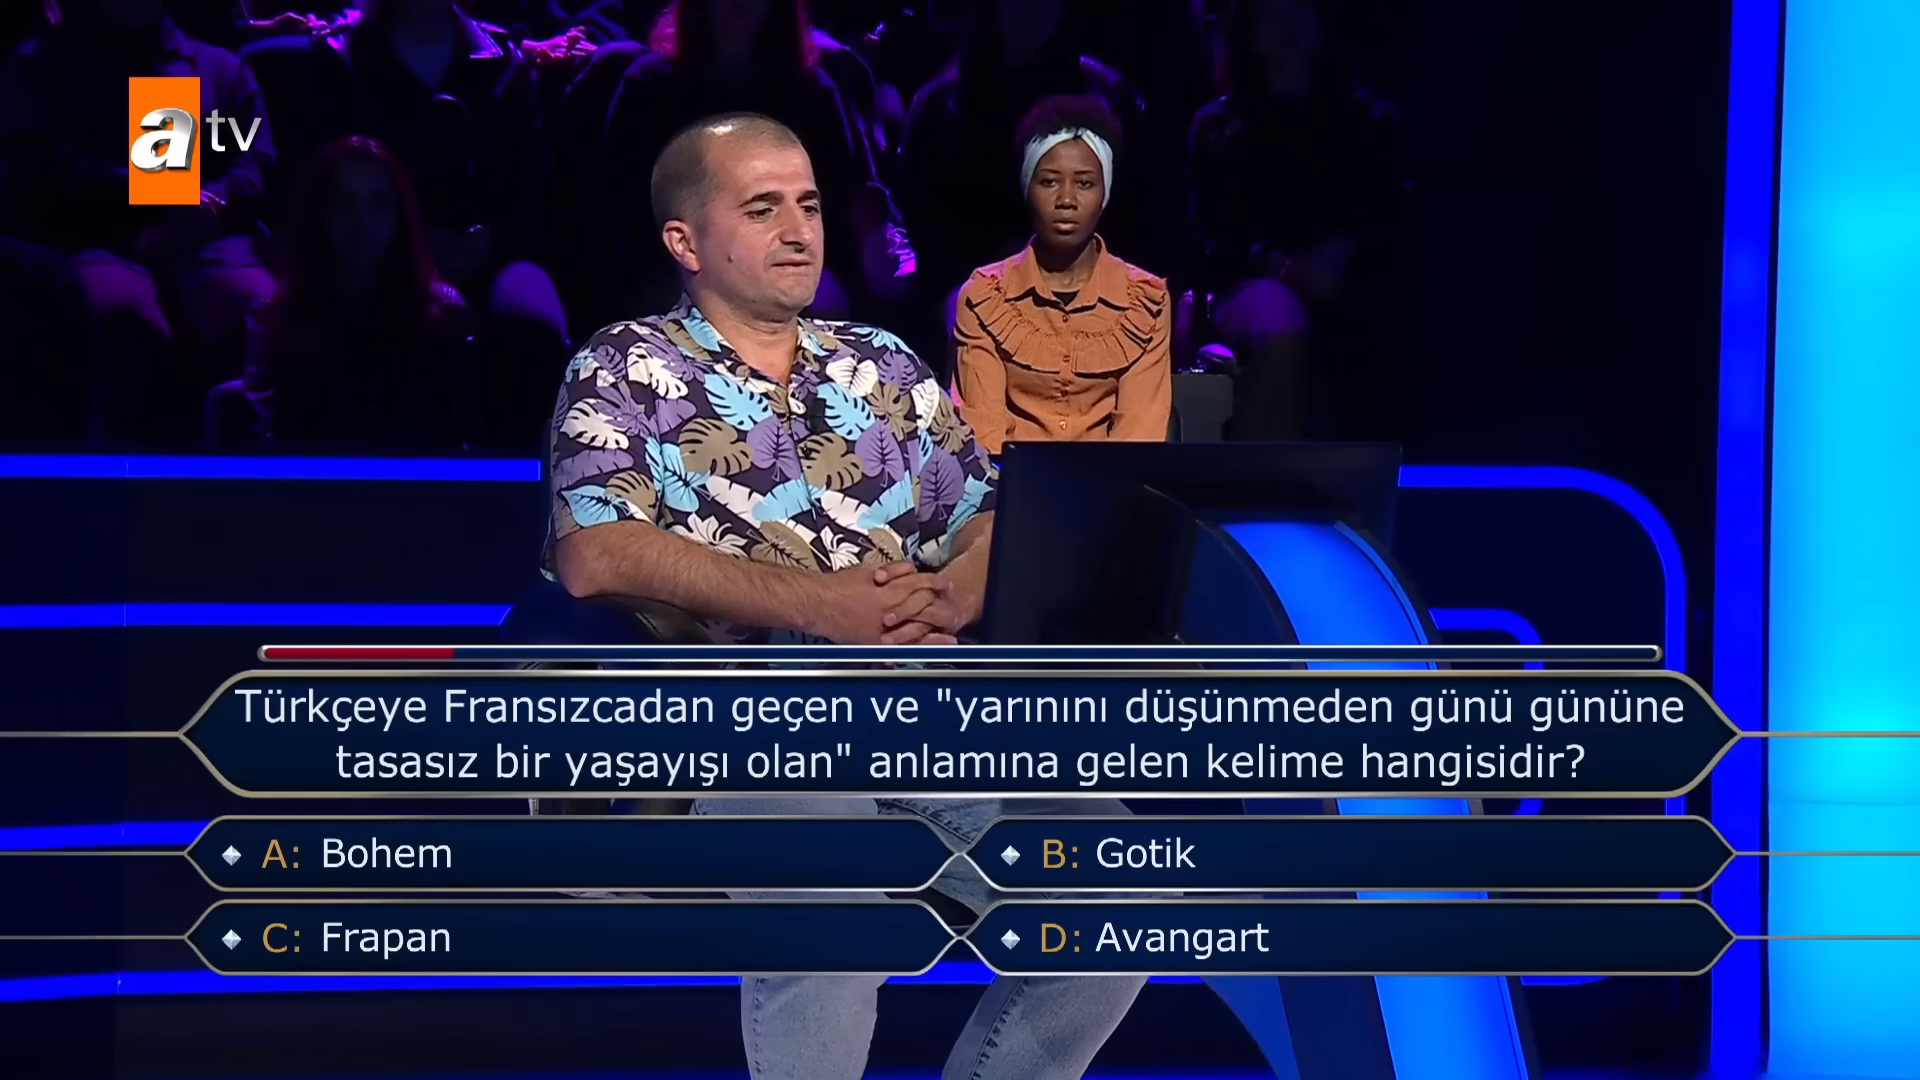 atv
Türkçeye Fransızcadan geçen ve "yarınını düşünmeden günü gününe
tasasız bir yaşayışı olan" anlamına gelen kelime hangisidir?
A: Bohem
B: Gotik
C: Frapan
D: Avangart